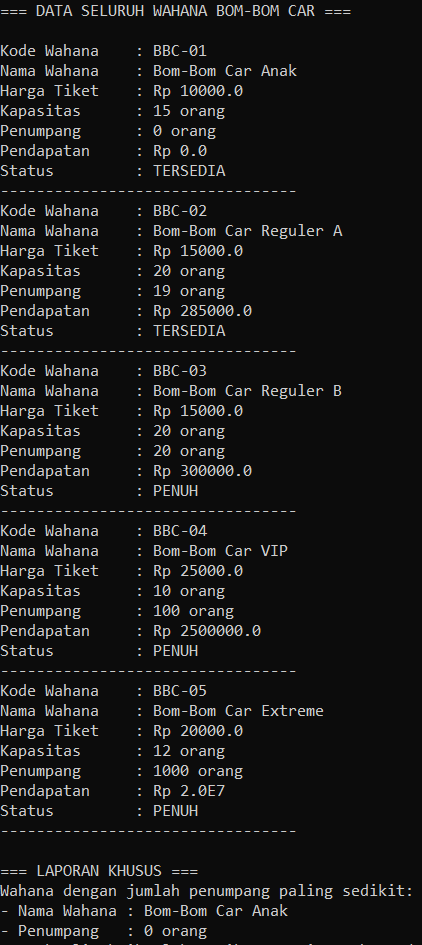 === DATA SELURUH WAHANA BOM-BOM CAR ===
Kode Wahana : BBC-01
Nama Wahana : Bom-Bom Car Anak
Harga Tiket : Rp 10000.0
Kapasitas : 15 orang
Penumpang : 0 orang
Pendapatan : Rp 0.0
Status : TERSEDIA
---------------------------------
Kode Wahana : BBC-02
Nama Wahana : Bom-Bom Car Reguler A
Harga Tiket : Rp 15000.0
Kapasitas : 20 orang
Penumpang : 19 orang
Pendapatan : Rp 285000.0
Status : TERSEDIA
---------------------------------
Kode Wahana : BBC-03
Nama Wahana : Bom-Bom Car Reguler B
Harga Tiket : Rp 15000.0
Kapasitas : 20 orang
Penumpang : 20 orang
Pendapatan : Rp 300000.0
Status : PENUH
---------------------------------
Kode Wahana : BBC-04
Nama Wahana : Bom-Bom Car VIP
Harga Tiket : Rp 25000.0
Kapasitas : 10 orang
Penumpang : 100 orang
Pendapatan : Rp 2500000.0
Status : PENUH
---------------------------------
Kode Wahana : BBC-05
Nama Wahana : Bom-Bom Car Extreme
Harga Tiket : Rp 20000.0
Kapasitas : 12 orang
Penumpang : 1000 orang
Pendapatan : Rp 2.0E7
Status : PENUH
---------------------------------
=== LAPORAN KHUSUS ===
Wahana dengan jumlah penumpang paling sedikit:
- Nama Wahana : Bom-Bom Car Anak
- Penumpang : 0 orang